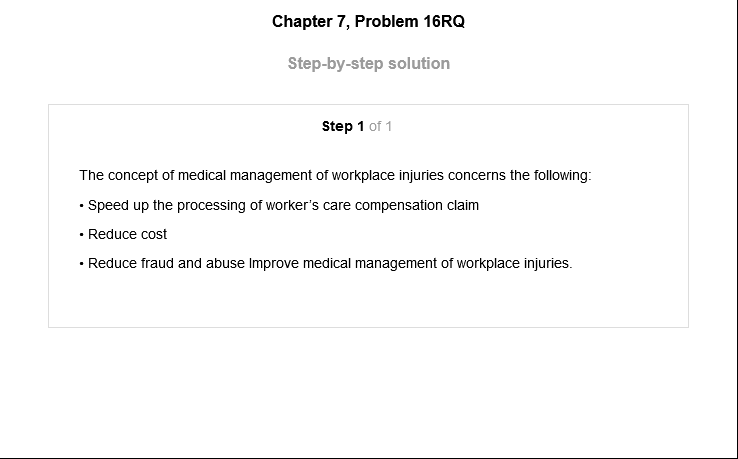 Chapter 7, Problem 16RQ
Step-by-step solution
Step 1 of 1
The concept of medical management of workplace injuries concerns the following:
• Speed up the processing of worker’s care compensation claim
• Reduce cost
• Reduce fraud and abuse Improve medical management of workplace injuries.